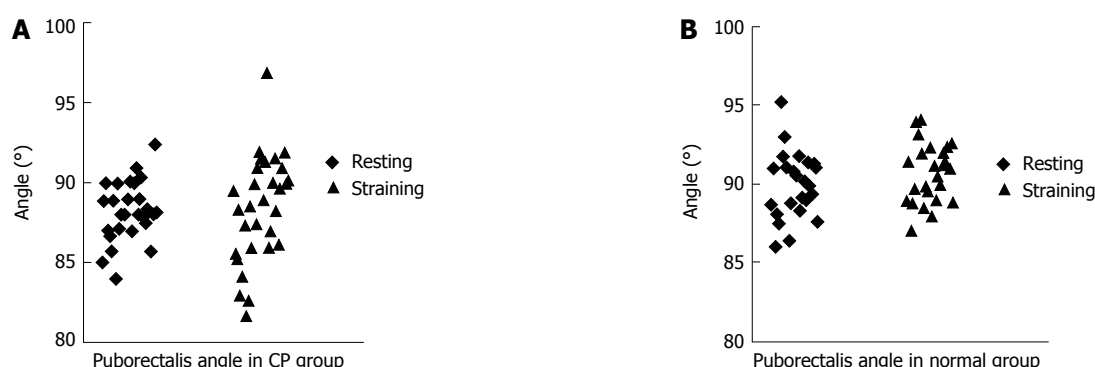 A
100
95
90
85
80
Angle (°)
Resting
Straining
Puborectalis angle in CP group
B
100
95
90
85
80
Angle (°)
Resting
Straining
Puborectalis angle in normal group